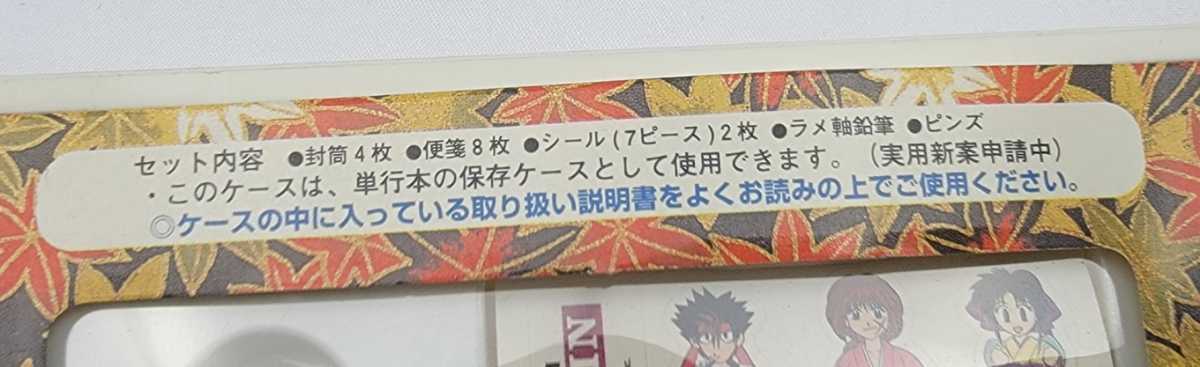 セット内容 ●封筒4枚 ●便箋8枚 ●シール(7ピース)2枚 ●ラメ軸鉛筆 ●ピンズ
・このケースは、単行本の保存ケースとして使用できます。(実用新案申請中)
◎ケースの中に入っている取り扱い説明書をよくお読みの上でご使用ください。